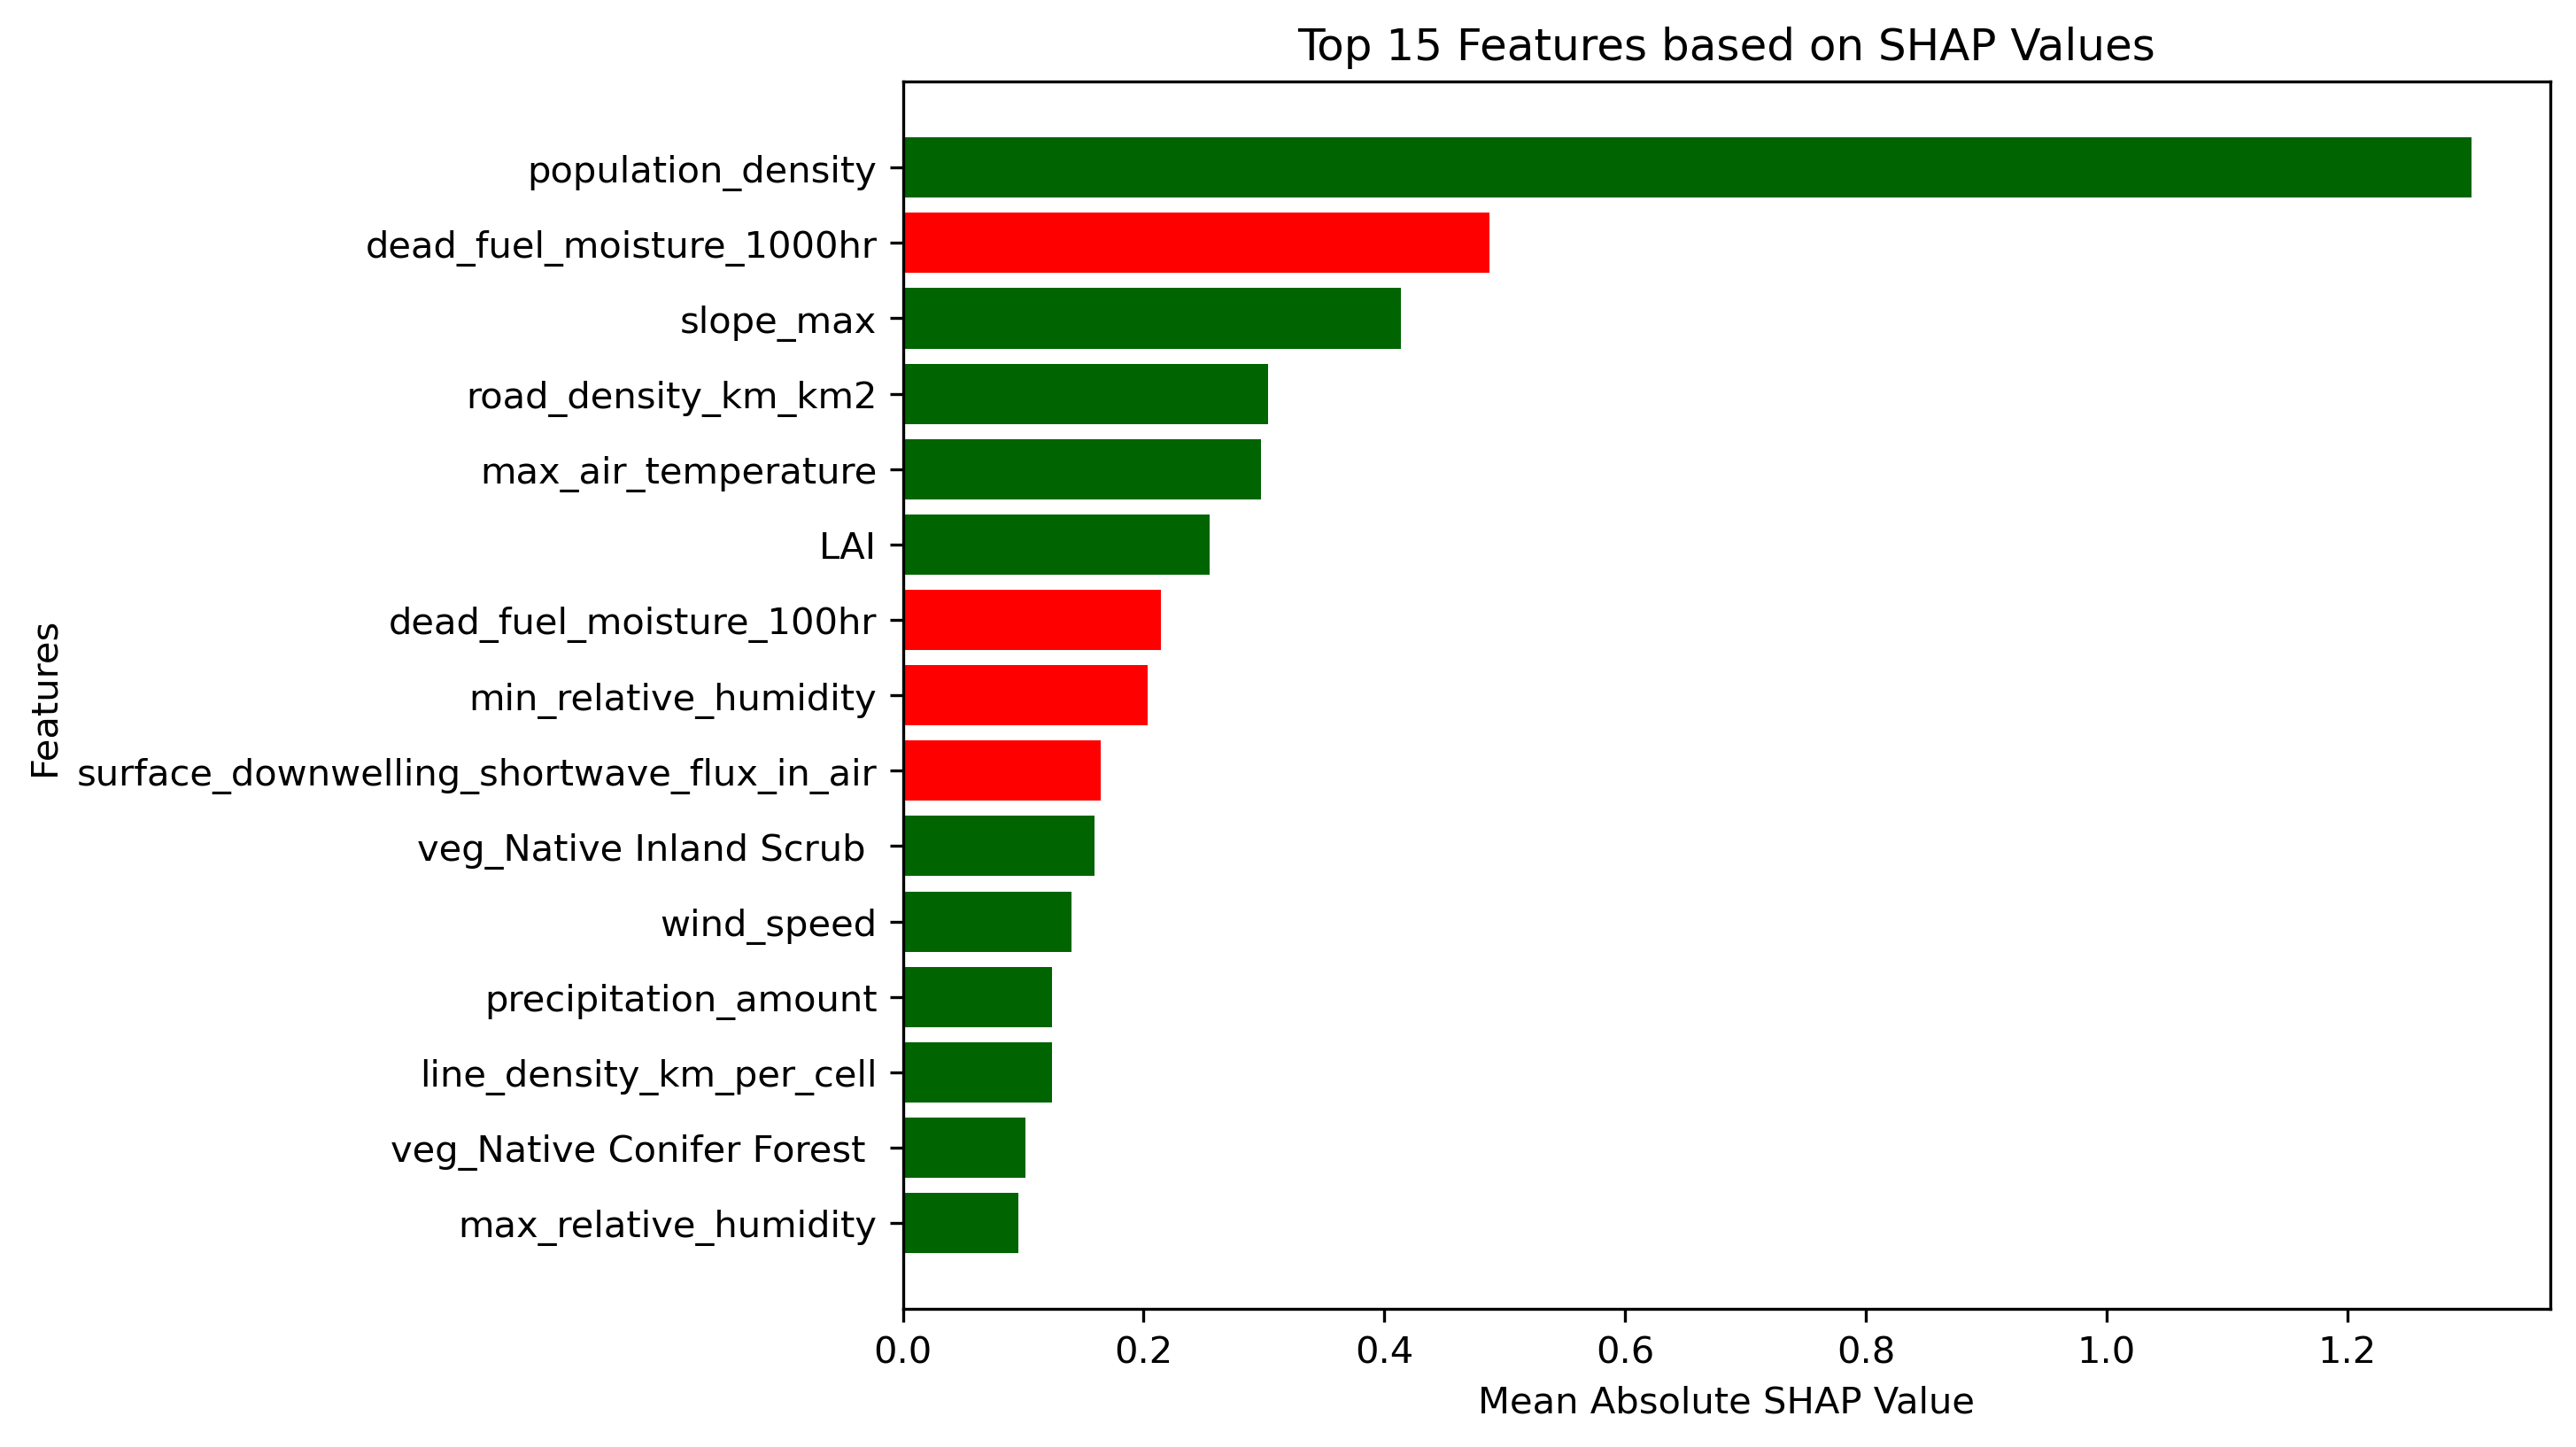 Top 15 Features based on SHAP Values
Features
population_density
dead_fuel_moisture_1000hr
slope_max
road_density_km_km2
max_air_temperature
LAI
dead_fuel_moisture_100hr
min_relative_humidity
surface_downwelling_shortwave_flux_in_air
veg_Native Inland Scrub
wind_speed
precipitation_amount
line_density_km_per_cell
veg_Native Conifer Forest
max_relative_humidity
0.0 0.2 0.4 0.6 0.8 1.0 1.2
Mean Absolute SHAP Value